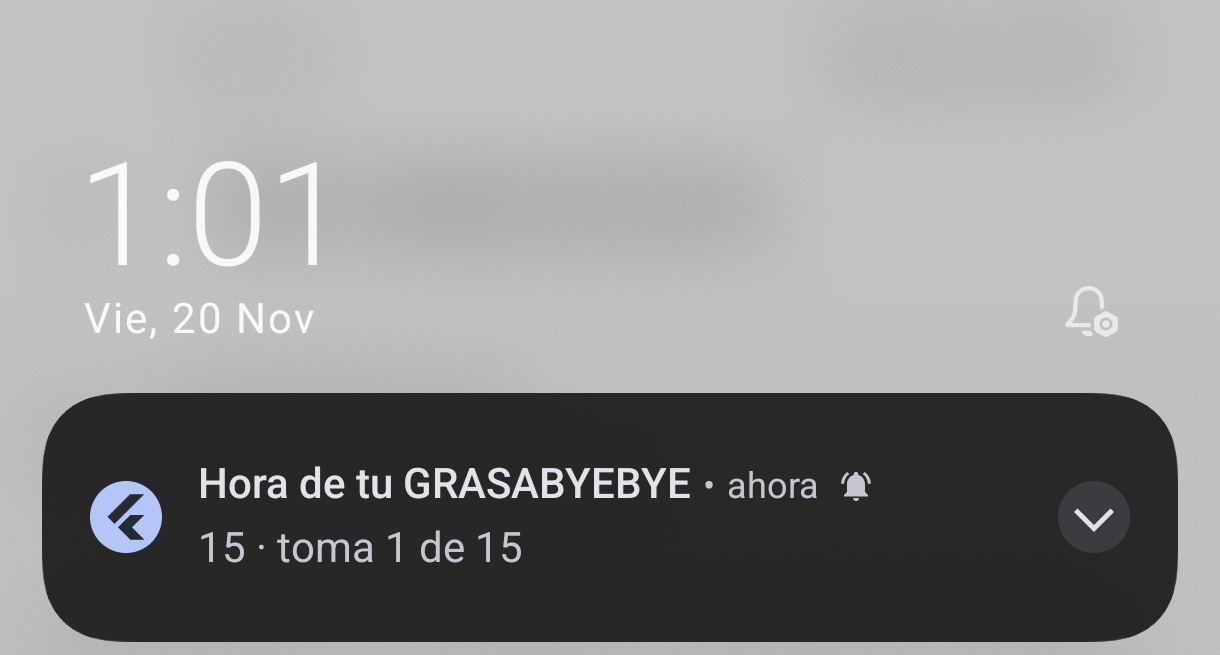 1:01
Vie, 20 Nov
Hora de tu GRASABYEBYE • ahora
15 · toma 1 de 15